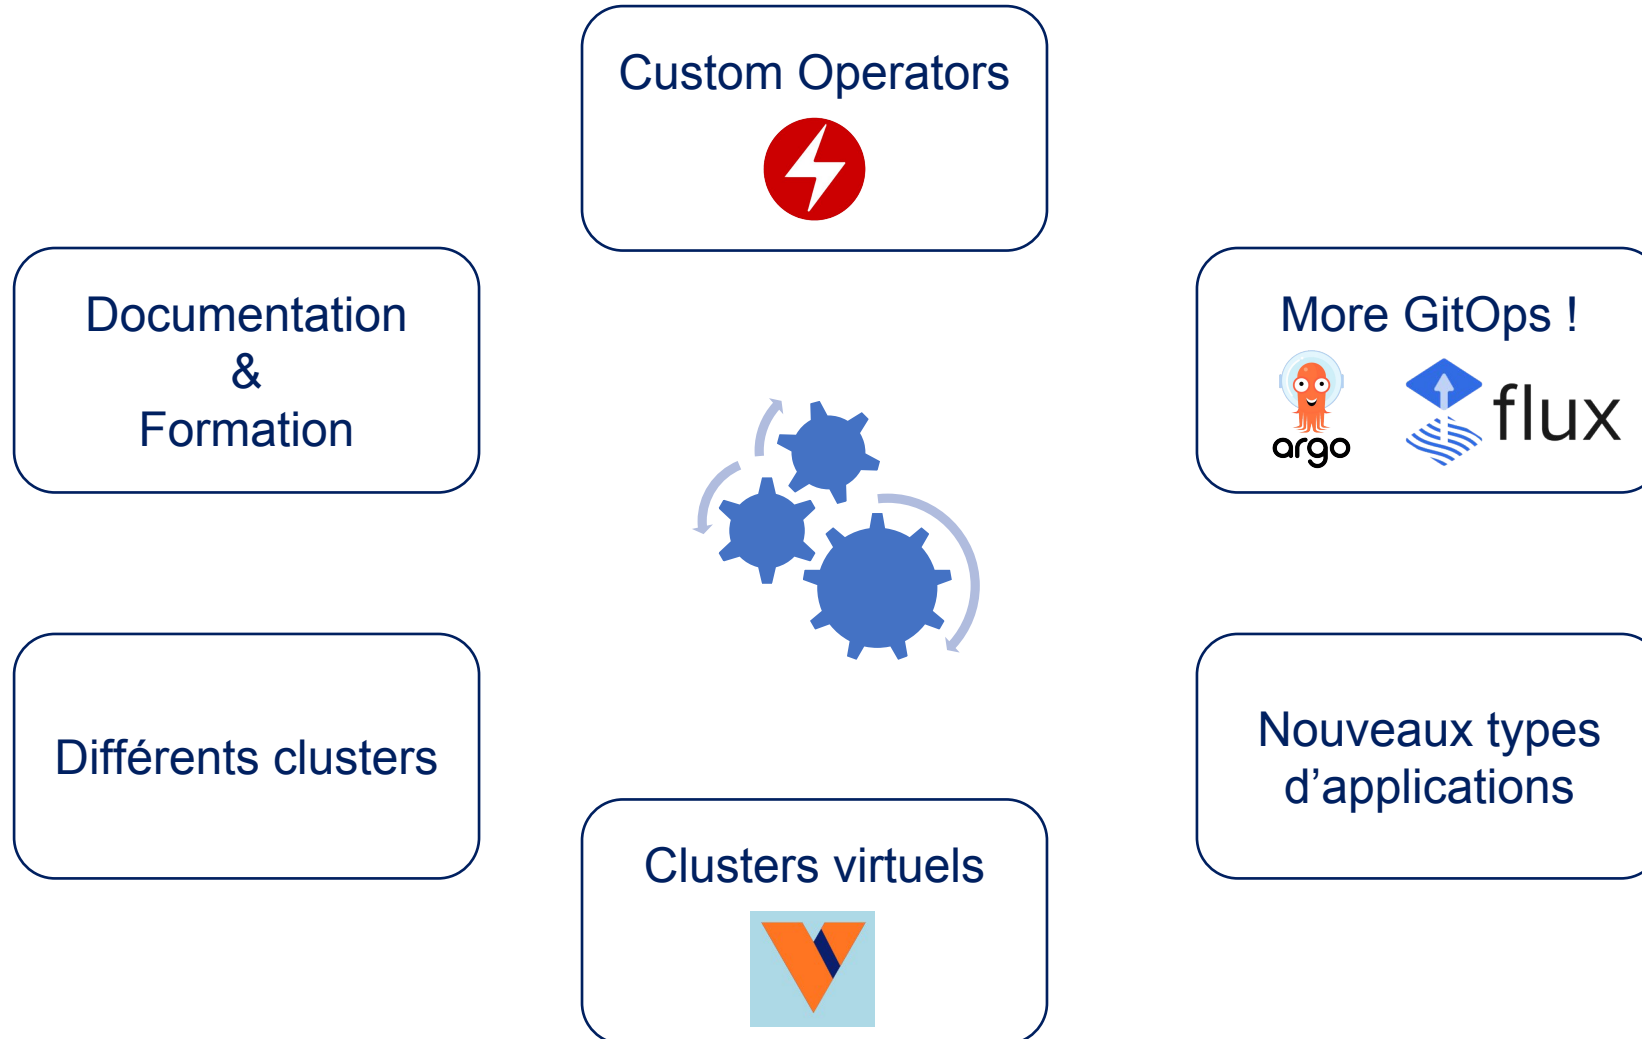 Custom Operators
Documentation
&
Formation
More GitOps !
argo
flux
Différents clusters
Nouveaux types
d’applications
Clusters virtuels